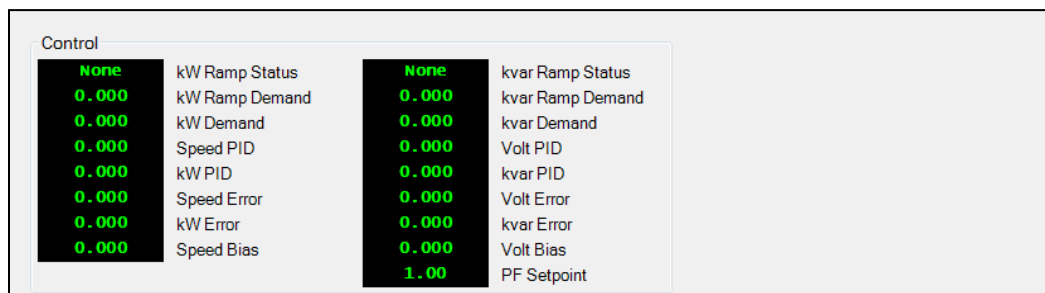 Control
None kW Ramp Status None kvar Ramp Status
0.000 kW Ramp Demand 0.000 kvar Ramp Demand
0.000 kW Demand 0.000 kvar Demand
0.000 Speed PID 0.000 Volt PID
0.000 kW PID 0.000 kvar PID
0.000 Speed Error 0.000 Volt Error
0.000 kW Error 0.000 kvar Error
0.000 Speed Bias 0.000 Volt Bias
1.00 PF Setpoint